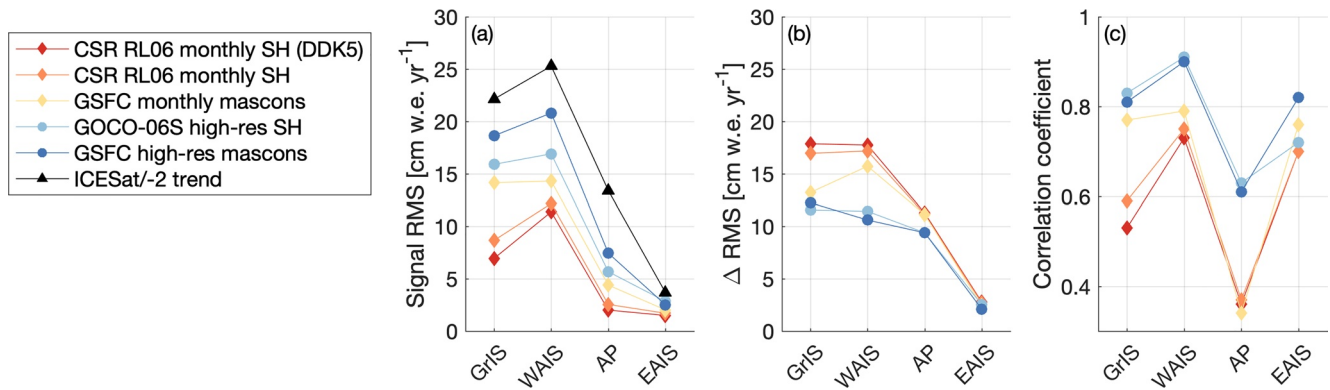 CSR RL06 monthly SH (DDK5)
CSR RL06 monthly SH
GSFC monthly mascons
GOCO-06S high-res SH
GSFC high-res mascons
ICESat/-2 trend
(a)
Signal RMS [cm w.e. yr⁻¹]
30
25
20
15
10
5
0
GrIS
WAIS
AP
EAIS
(b)
Δ RMS [cm w.e. yr⁻¹]
30
25
20
15
10
5
0
GrIS
WAIS
AP
EAIS
(c)
Correlation coefficient
1
0.8
0.6
0.4
GrIS
WAIS
AP
EAIS